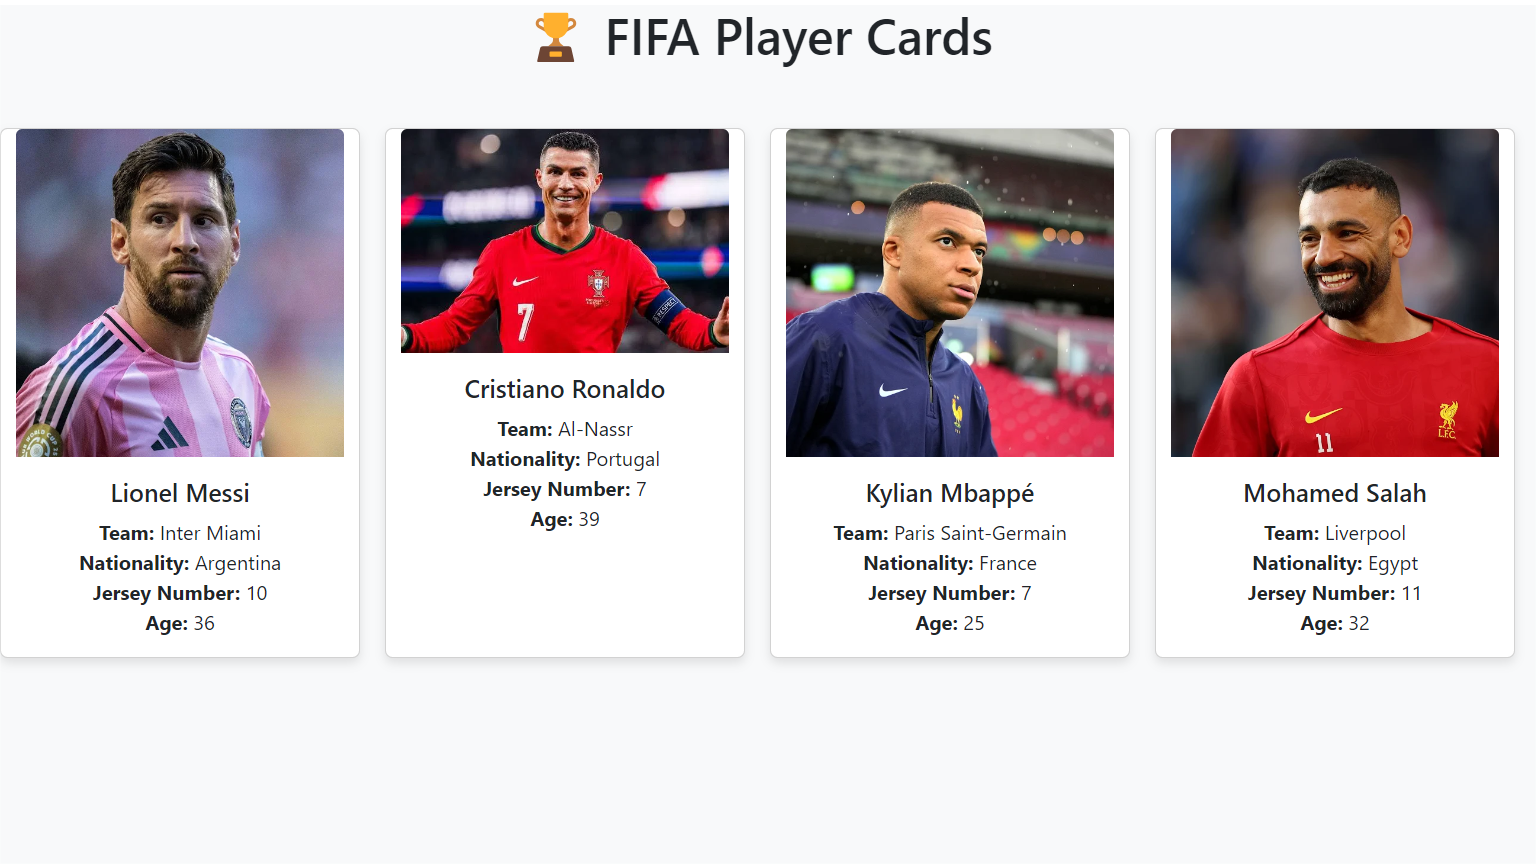 FIFA Player Cards
7
RESPECT
11
L.F.C.
Lionel Messi
Team: Inter Miami
Nationality: Argentina
Jersey Number: 10
Age: 36
Cristiano Ronaldo
Team: Al-Nassr
Nationality: Portugal
Jersey Number: 7
Age: 39
Kylian Mbappé
Team: Paris Saint-Germain
Nationality: France
Jersey Number: 7
Age: 25
Mohamed Salah
Team: Liverpool
Nationality: Egypt
Jersey Number: 11
Age: 32